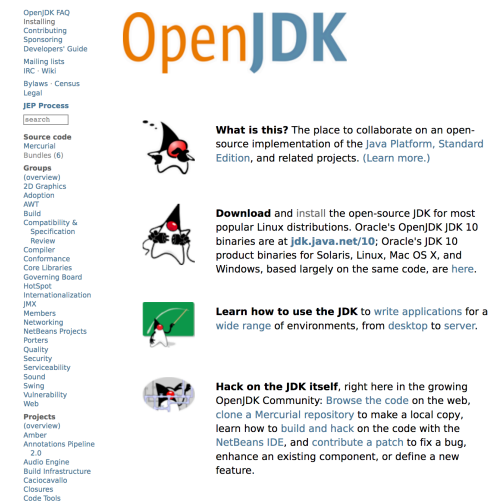 OpenJDK FAQ
Installing
Contributing
Sponsoring
Developers' Guide
Mailing lists
IRC · Wiki
Bylaws · Census
Legal
JEP Process
search
Source code
Mercurial
Bundles (6)
Groups
(overview)
2D Graphics
Adoption
AWT
Build
Compatibility &
Specification
Review
Compiler
Conformance
Core Libraries
Governing Board
HotSpot
Internationalization
JMX
Members
Networking
NetBeans Projects
Porters
Quality
Security
Serviceability
Sound
Swing
Vulnerability
Web
Projects
(overview)
Amber
Annotations Pipeline
2.0
Audio Engine
Build Infrastructure
Caciocavallo
Closures
Code Tools
OpenJDK
What is this? The place to collaborate on an open-
source implementation of the Java Platform, Standard
Edition, and related projects. (Learn more.)
Download and install the open-source JDK for most
popular Linux distributions. Oracle's OpenJDK JDK 10
binaries are at jdk.java.net/10; Oracle's JDK 10
product binaries for Solaris, Linux, Mac OS X, and
Windows, based largely on the same code, are here.
Learn how to use the JDK to write applications for a
wide range of environments, from desktop to server.
Hack on the JDK itself, right here in the growing
OpenJDK Community: Browse the code on the web,
clone a Mercurial repository to make a local copy,
learn how to build and hack on the code with the
NetBeans IDE, and contribute a patch to fix a bug,
enhance an existing component, or define a new
feature.